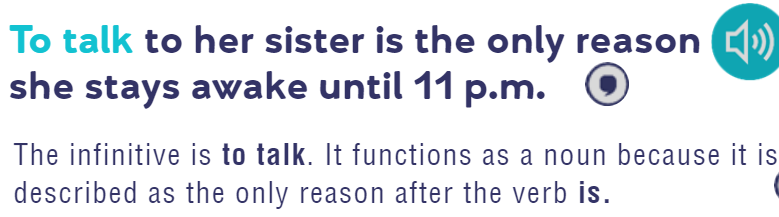 To talk to her sister is the only reason
she stays awake until 11 p.m.
The infinitive is to talk. It functions as a noun because it is
described as the only reason after the verb is.